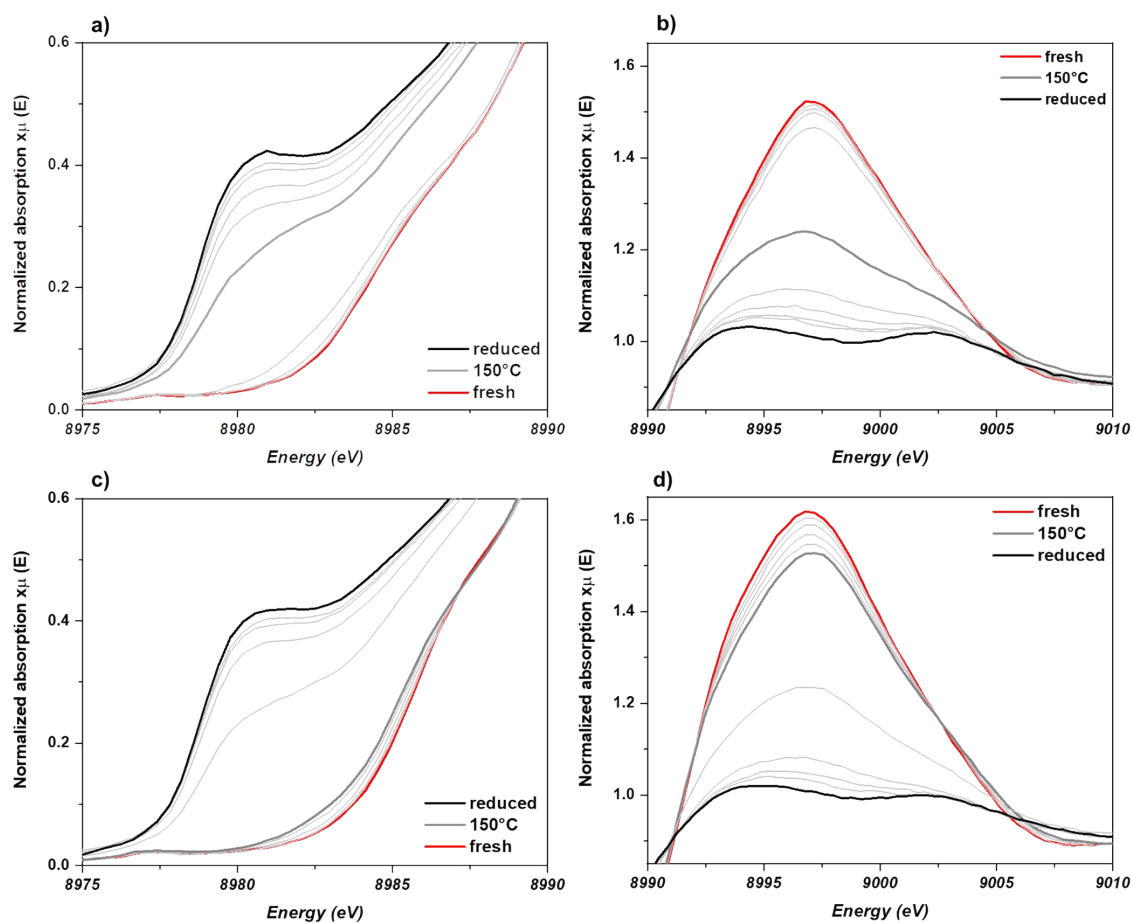 a)
Normalized absorption xμ (E)
0.6
0.4
0.2
0.0
reduced
150°C
fresh
8975
8980
8985
8990
Energy (eV)
b)
Normalized absorption xμ (E)
1.6
1.4
1.2
1.0
fresh
150°C
reduced
8990
8995
9000
9005
9010
Energy (eV)
c)
Normalized absorption xμ (E)
0.6
0.4
0.2
0.0
reduced
150°C
fresh
8975
8980
8985
8990
Energy (eV)
d)
Normalized absorption xμ (E)
1.6
1.4
1.2
1.0
fresh
150°C
reduced
8990
8995
9000
9005
9010
Energy (eV)